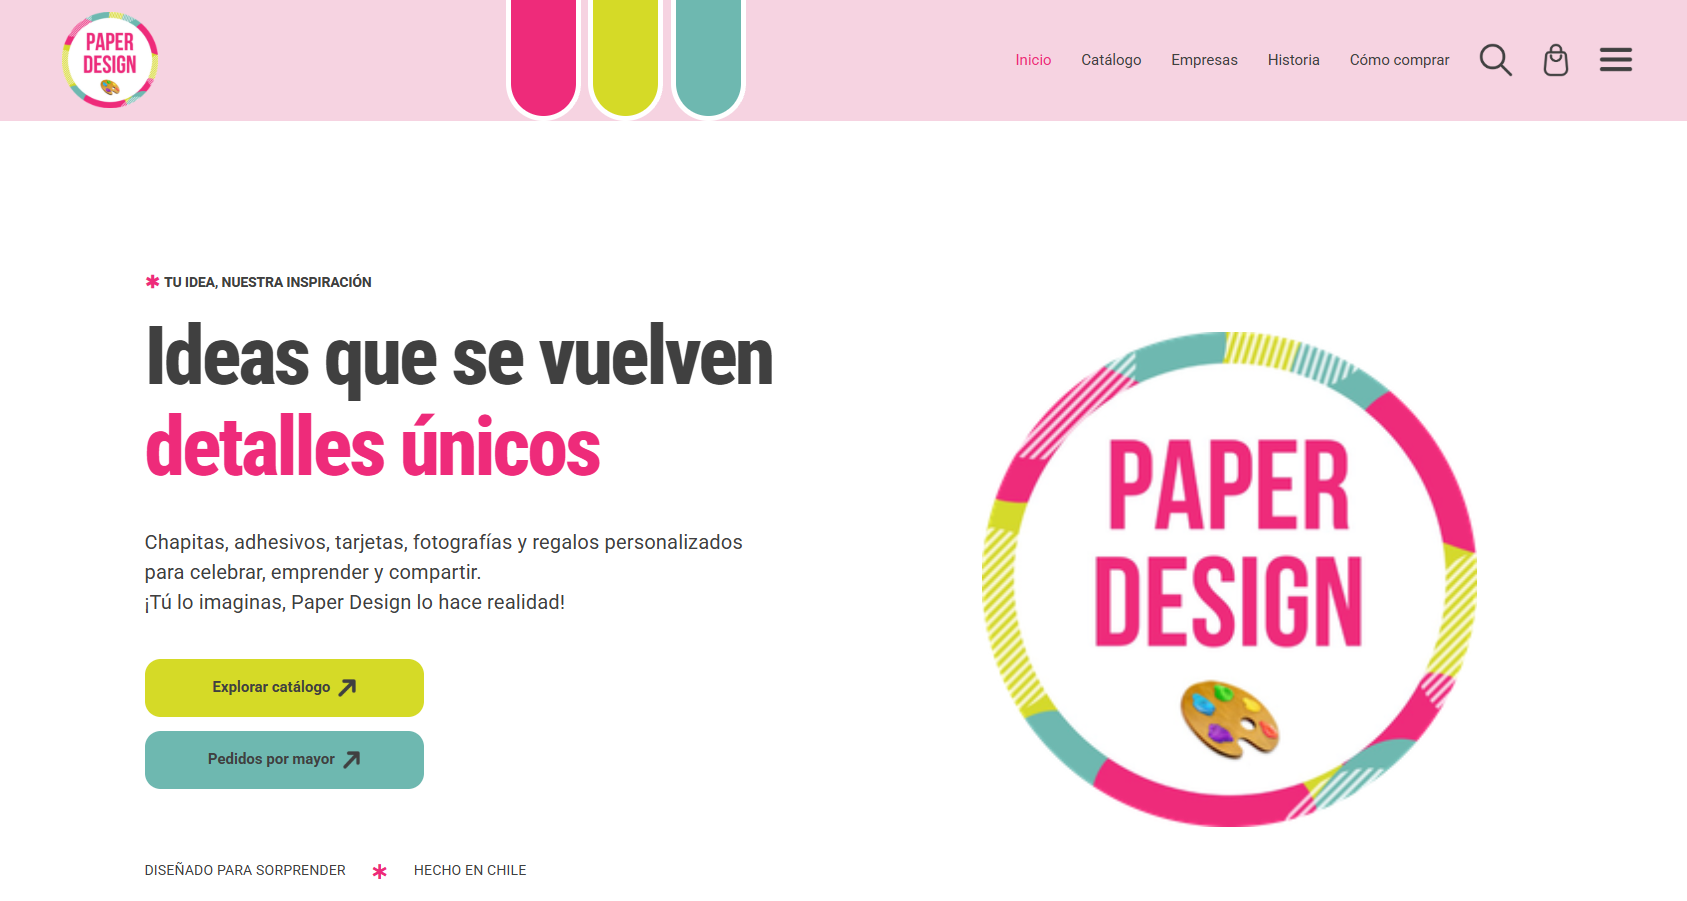 PAPER
DESIGN
Inicio Catálogo Empresas Historia Cómo comprar
✱ TU IDEA, NUESTRA INSPIRACIÓN
Ideas que se vuelven
detalles únicos
Chapitas, adhesivos, tarjetas, fotografías y regalos personalizados
para celebrar, emprender y compartir.
¡Tú lo imaginas, Paper Design lo hace realidad!
Explorar catálogo
Pedidos por mayor
DISEÑADO PARA SORPRENDER ✱ HECHO EN CHILE
PAPER
DESIGN